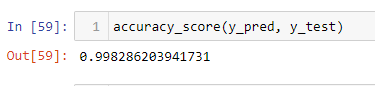 In [59]: 1 accuracy_score(y_pred, y_test)
Out[59]: 0.998286203941731